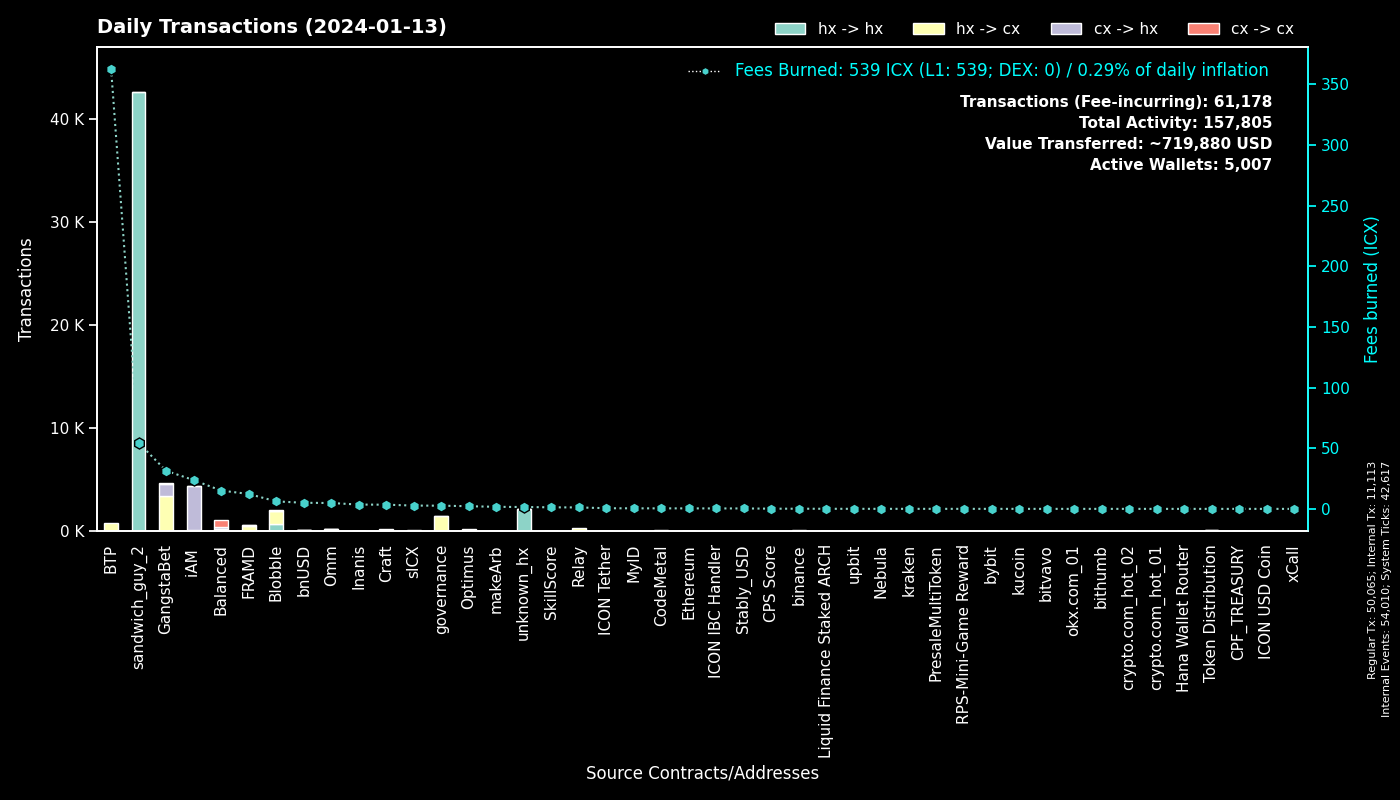 Daily Transactions (2024-01-13)
hx -> hx
hx -> cx
cx -> hx
cx -> cx
Fees Burned: 539 ICX (L1: 539; DEX: 0) / 0.29% of daily inflation
Transactions (Fee-incurring): 61,178
Total Activity: 157,805
Value Transferred: ~719,880 USD
Active Wallets: 5,007
Transactions
40 K
30 K
20 K
10 K
0 K
350
300
250
200
150
100
50
0
Fees burned (ICX)
BTP
sandwich_guy_2
GangstaBet
iAM
Balanced
FRAMD
Blobble
bnUSD
Omm
Inanis
Craft
sICX
governance
Optimus
makeArb
unknown_hx
SkillScore
Relay
ICON Tether
MyID
CodeMetal
Ethereum
ICON IBC Handler
Stably_USD
CPS Score
binance
Liquid Finance Staked ARCH
upbit
Nebula
kraken
PresaleMultiToken
RPS-Mini-Game Reward
bybit
kucoin
bitvavo
okx.com_01
bithumb
crypto.com_hot_02
crypto.com_hot_01
Hana Wallet Router
Token Distribution
CPF_TREASURY
ICON USD Coin
xCall
Source Contracts/Addresses
Regular Tx: 50,065; Internal Tx: 11,113
Internal Events: 54,010; System Ticks: 42,617